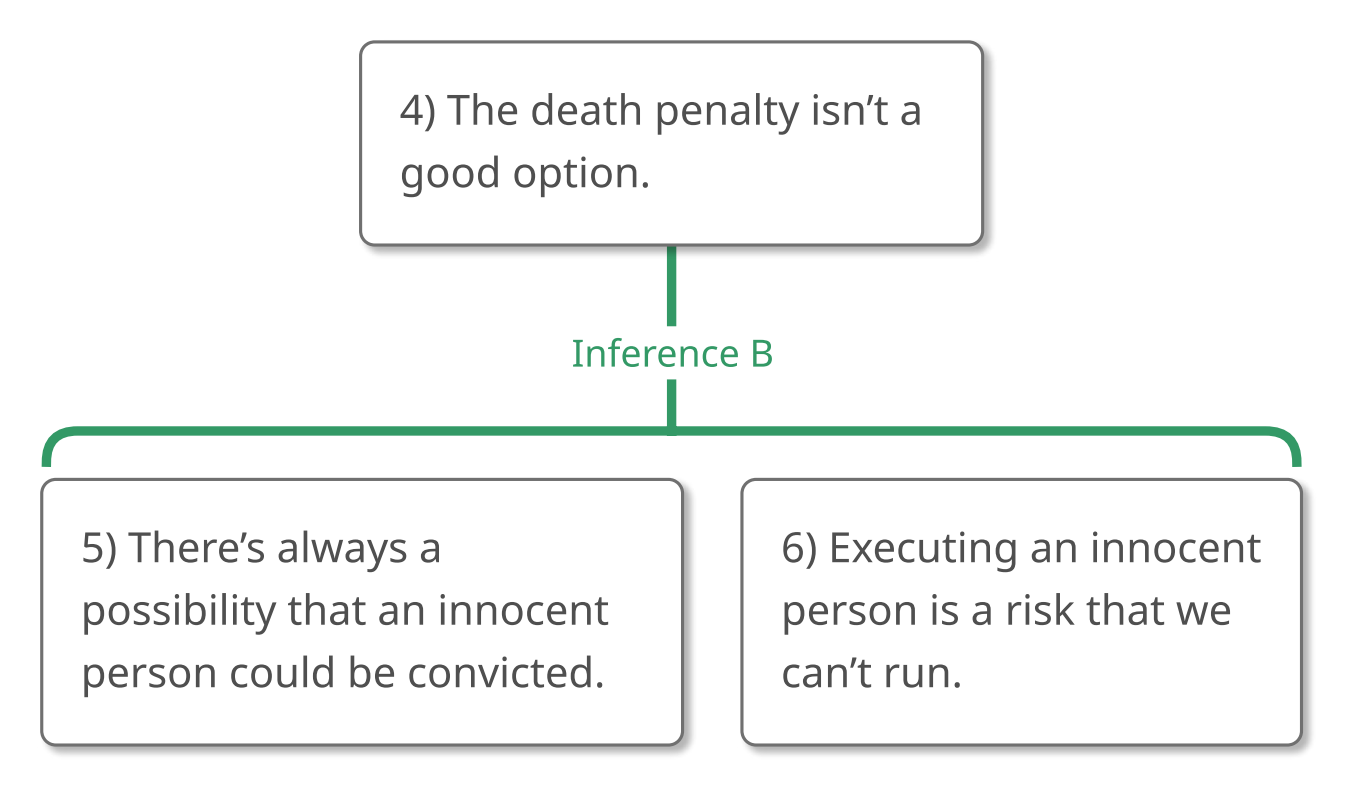 4) The death penalty isn’t a
good option.
Inference B
5) There’s always a
possibility that an innocent
person could be convicted.
6) Executing an innocent
person is a risk that we
can’t run.